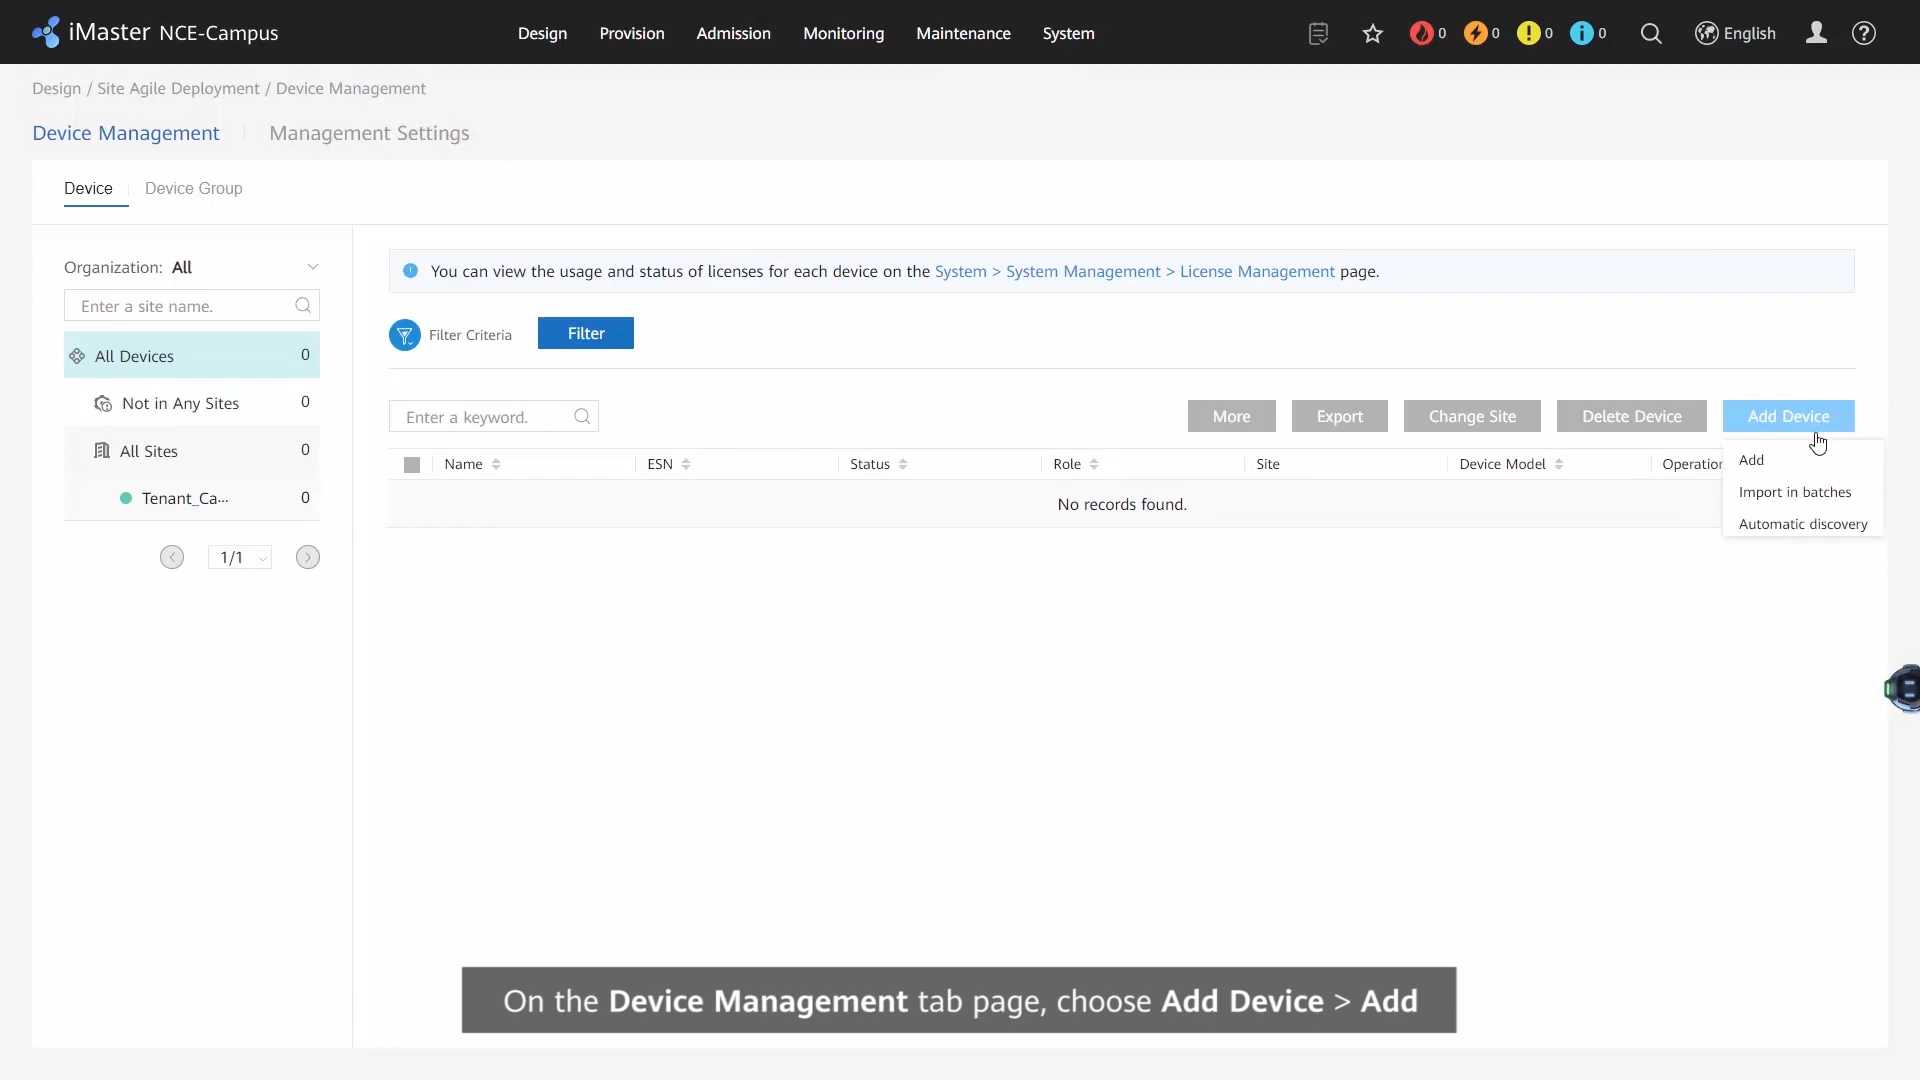 iMaster NCE-Campus
Design Provision Admission Monitoring Maintenance System
0 0 0 0 English
Design / Site Agile Deployment / Device Management
Device Management Management Settings
Device Device Group
Organization: All
Enter a site name.
All Devices 0
Not in Any Sites 0
All Sites 0
Tenant_Ca... 0
1/1
You can view the usage and status of licenses for each device on the System > System Management > License Management page.
Filter Criteria Filter
Enter a keyword. More Export Change Site Delete Device Add Device
Name ESN Status Role Site Device Model Operation
No records found.
Add
Import in batches
Automatic discovery
On the Device Management tab page, choose Add Device > Add